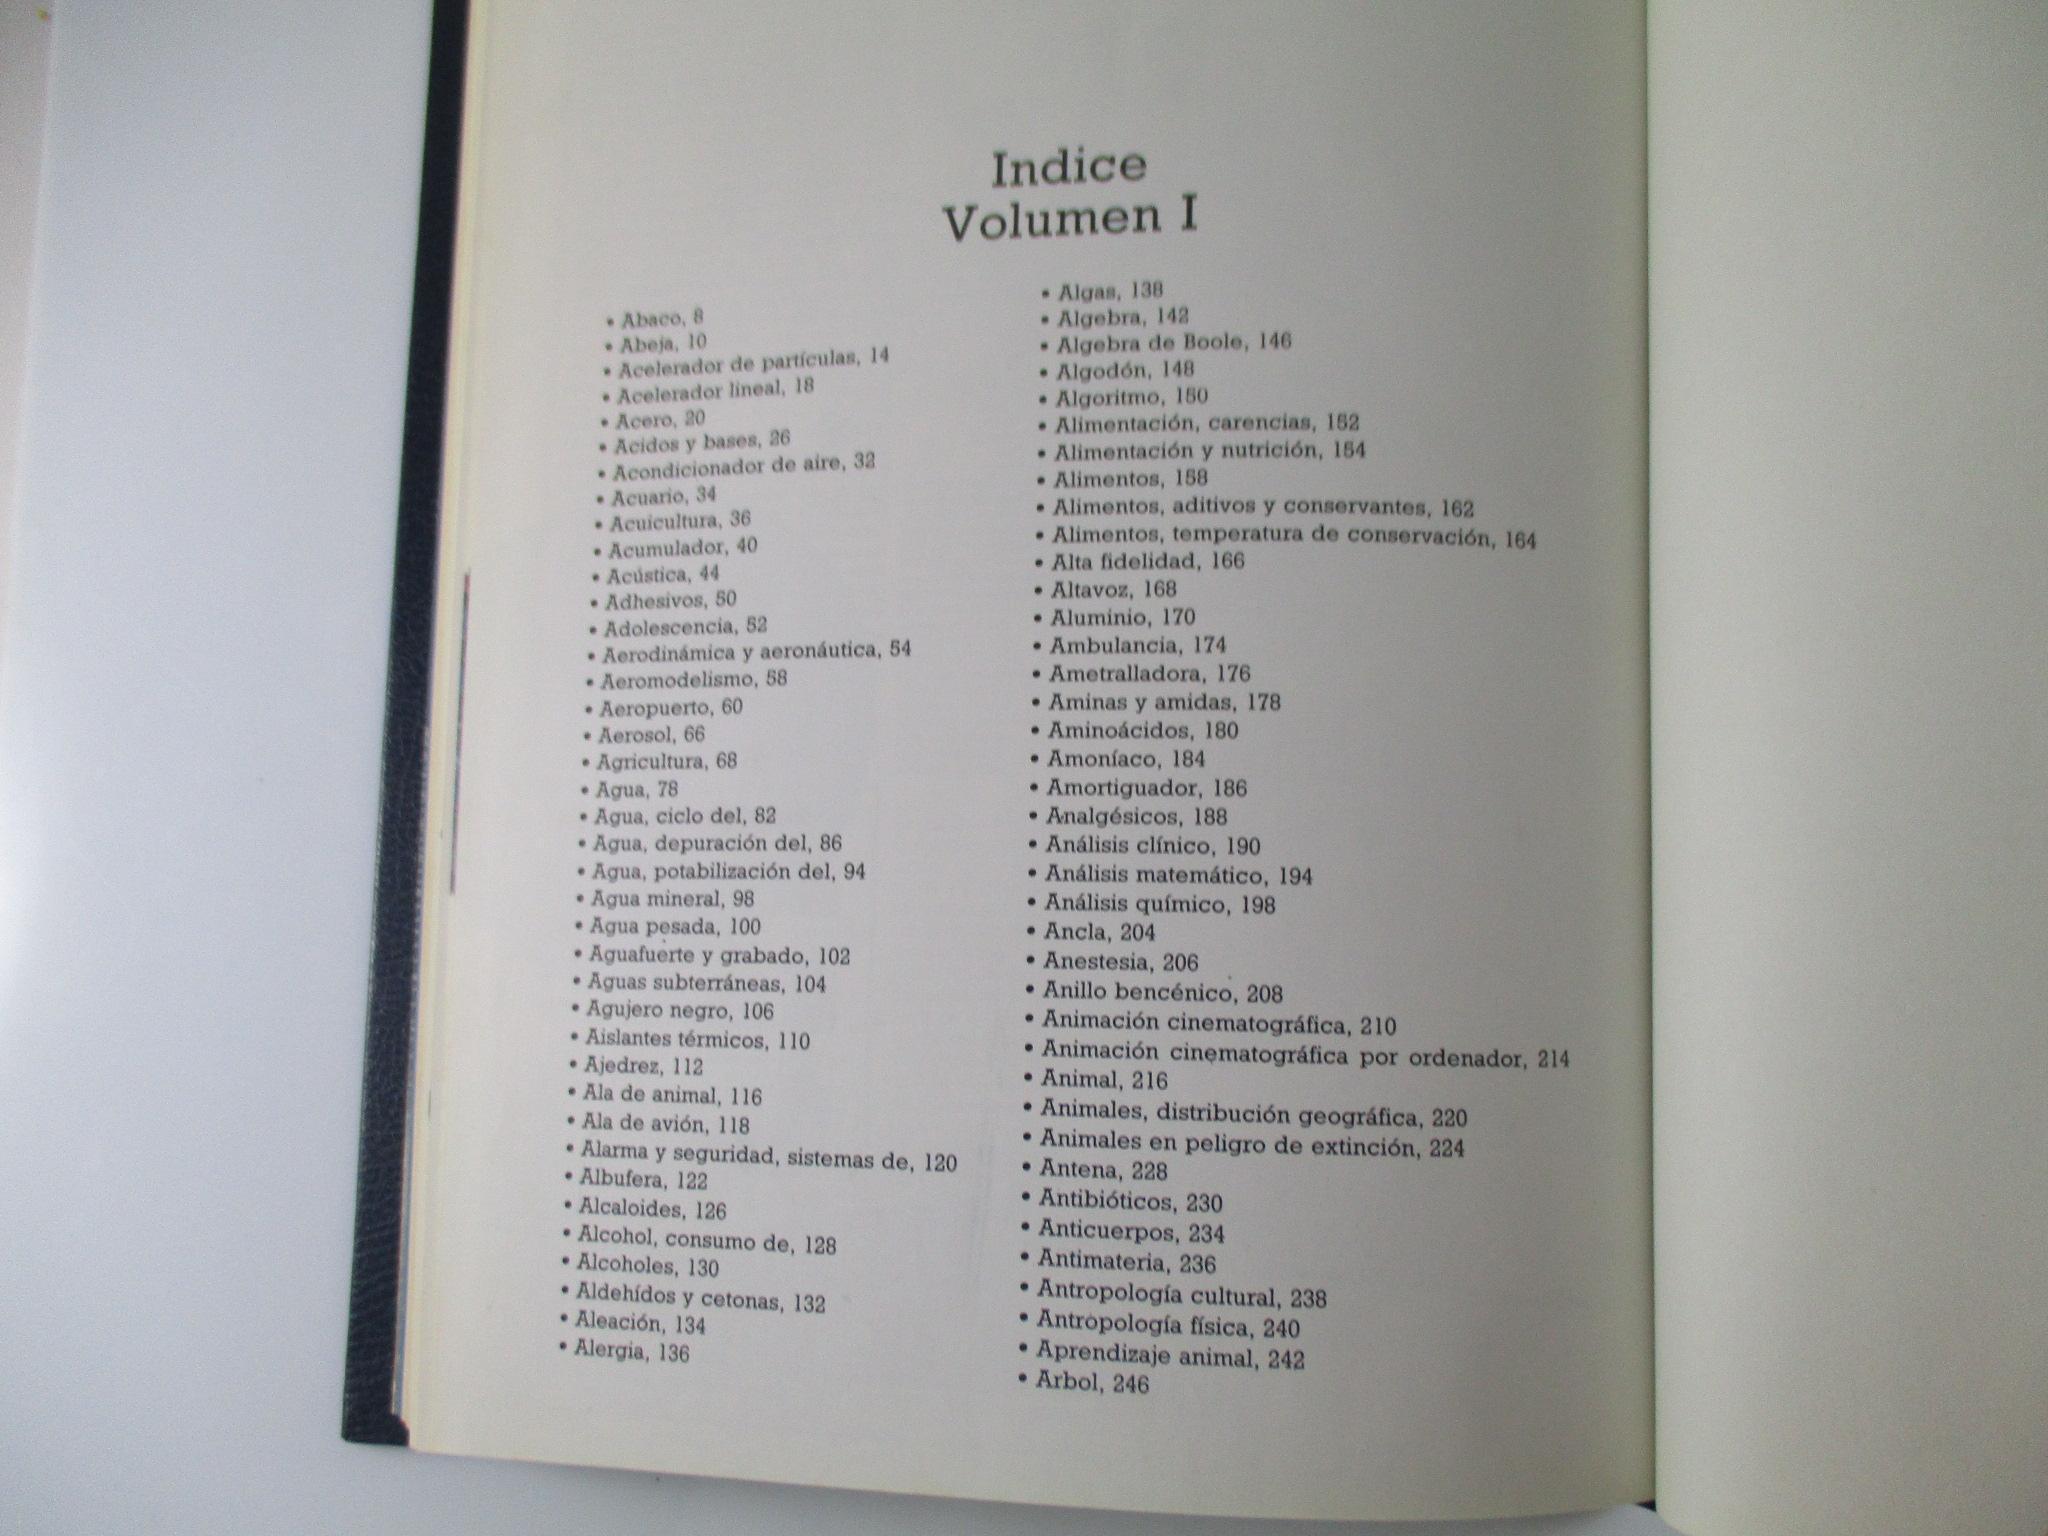 Indice
Volumen I
• Abaco, 8
• Abeja, 10
• Acelerador de partículas, 14
• Acelerador lineal, 18
• Acero, 20
• Acidos y bases, 26
• Acondicionador de aire, 32
• Acuario, 34
• Acuicultura, 36
• Acumulador, 40
• Acústica, 44
• Adhesivos, 50
• Adolescencia, 52
• Aerodinámica y aeronáutica, 54
• Aeromodelismo, 58
• Aeropuerto, 60
• Aerosol, 66
• Agricultura, 68
• Agua, 78
• Agua, ciclo del, 82
• Agua, depuración del, 86
• Agua, potabilización del, 94
• Agua mineral, 98
• Agua pesada, 100
• Aguafuerte y grabado, 102
• Aguas subterráneas, 104
• Agujero negro, 106
• Aislantes térmicos, 110
• Ajedrez, 112
• Ala de animal, 116
• Ala de avión, 118
• Alarma y seguridad, sistemas de, 120
• Albufera, 122
• Alcaloides, 126
• Alcohol, consumo de, 128
• Alcoholes, 130
• Aldehídos y cetonas, 132
• Aleación, 134
• Alergia, 136
• Algas, 138
• Algebra, 142
• Algebra de Boole, 146
• Algodón, 148
• Algoritmo, 150
• Alimentación, carencias, 152
• Alimentación y nutrición, 154
• Alimentos, 158
• Alimentos, aditivos y conservantes, 162
• Alimentos, temperatura de conservación, 164
• Alta fidelidad, 166
• Altavoz, 168
• Aluminio, 170
• Ambulancia, 174
• Ametralladora, 176
• Aminas y amidas, 178
• Aminoácidos, 180
• Amoníaco, 184
• Amortiguador, 186
• Analgésicos, 188
• Análisis clínico, 190
• Análisis matemático, 194
• Análisis químico, 198
• Ancla, 204
• Anestesia, 206
• Anillo bencénico, 208
• Animación cinematográfica, 210
• Animación cinematográfica por ordenador, 214
• Animal, 216
• Animales, distribución geográfica, 220
• Animales en peligro de extinción, 224
• Antena, 228
• Antibióticos, 230
• Anticuerpos, 234
• Antimateria, 236
• Antropología cultural, 238
• Antropología física, 240
• Aprendizaje animal, 242
• Arbol, 246